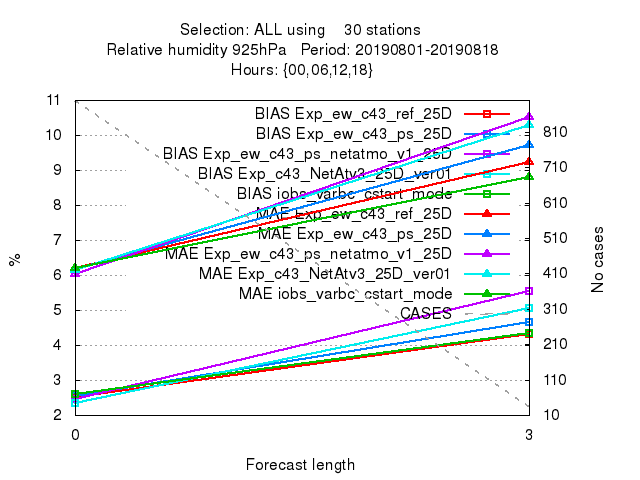 Selection: ALL using    30 stations
Relative humidity 925hPa   Period: 20190801-20190818
Hours: {00,06,12,18}
11
10
9
8
7
6
5
4
3
2
%
BIAS Exp_ew_c43_ref_25D
BIAS Exp_ew_c43_ps_25D
BIAS Exp_ew_c43_ps_netatmo_v1_25D
BIAS Exp_c43_NetAtv3_25D_ver01
BIAS iobs_varbc_cstart_mode
MAE Exp_ew_c43_ref_25D
MAE Exp_ew_c43_ps_25D
MAE Exp_ew_c43_ps_netatmo_v1_25D
MAE Exp_c43_NetAtv3_25D_ver01
MAE iobs_varbc_cstart_mode
CASES
810
710
610
510
410
310
210
110
10
No cases
0 3
Forecast length